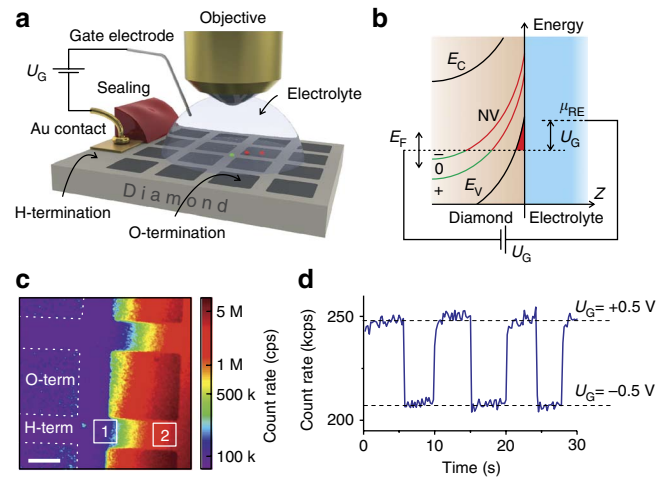 a
Objective
Gate electrode
U_G
Sealing
Electrolyte
Au contact
Diamond
H-termination
O-termination
b
Energy
E_C
NV
μ_RE
E_F
U_G
–
0
+
E_V
Z
Diamond
Electrolyte
U_G
c
O-term
H-term
1
2
5 M
1 M
500 k
100 k
Count rate (cps)
d
U_G= +0.5 V
250
U_G= –0.5 V
200
Count rate (kcps)
0
10
20
30
Time (s)